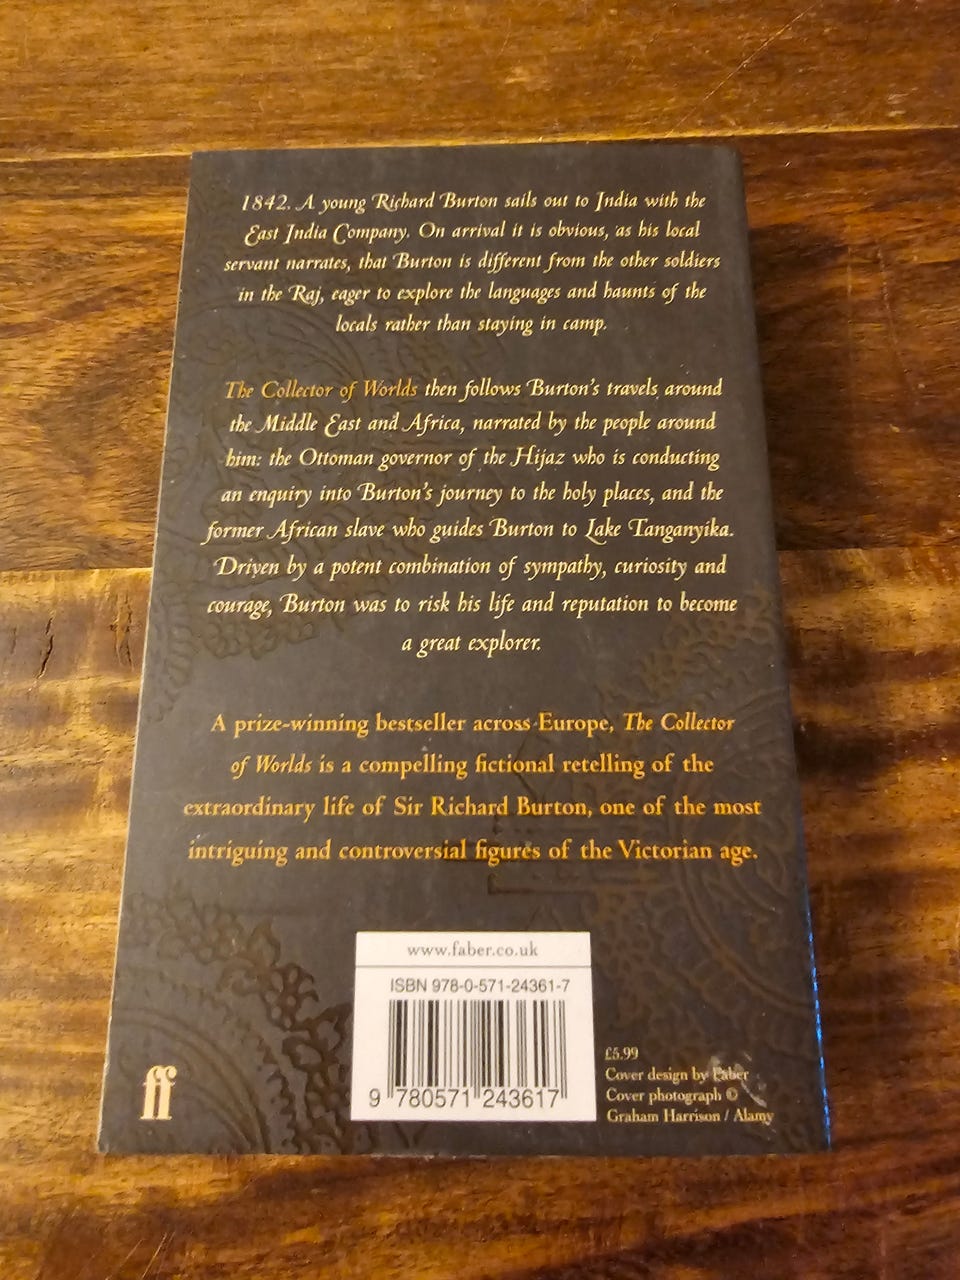 1842. A young Richard Burton sails out to India with the
East India Company. On arrival it is obvious, as his local
servant narrates, that Burton is different from the other soldiers
in the Raj, eager to explore the languages and haunts of the
locals rather than staying in camp.
The Collector of Worlds then follows Burton's travels around
the Middle East and Africa, narrated by the people around
him: the Ottoman governor of the Hijaz who is conducting
an enquiry into Burton's journey to the holy places, and the
former African slave who guides Burton to Lake Tanganyika.
Driven by a potent combination of sympathy, curiosity and
courage, Burton was to risk his life and reputation to become
a great explorer.
A prize-winning bestseller across Europe, The Collector
of Worlds is a compelling fictional retelling of the
extraordinary life of Sir Richard Burton, one of the most
intriguing and controversial figures of the Victorian age.
www.faber.co.uk
ISBN 978-0-571-24361-7
9 780571 243617
ff
£5.99
Cover design by Faber
Cover photograph ©
Graham Harrison / Alamy